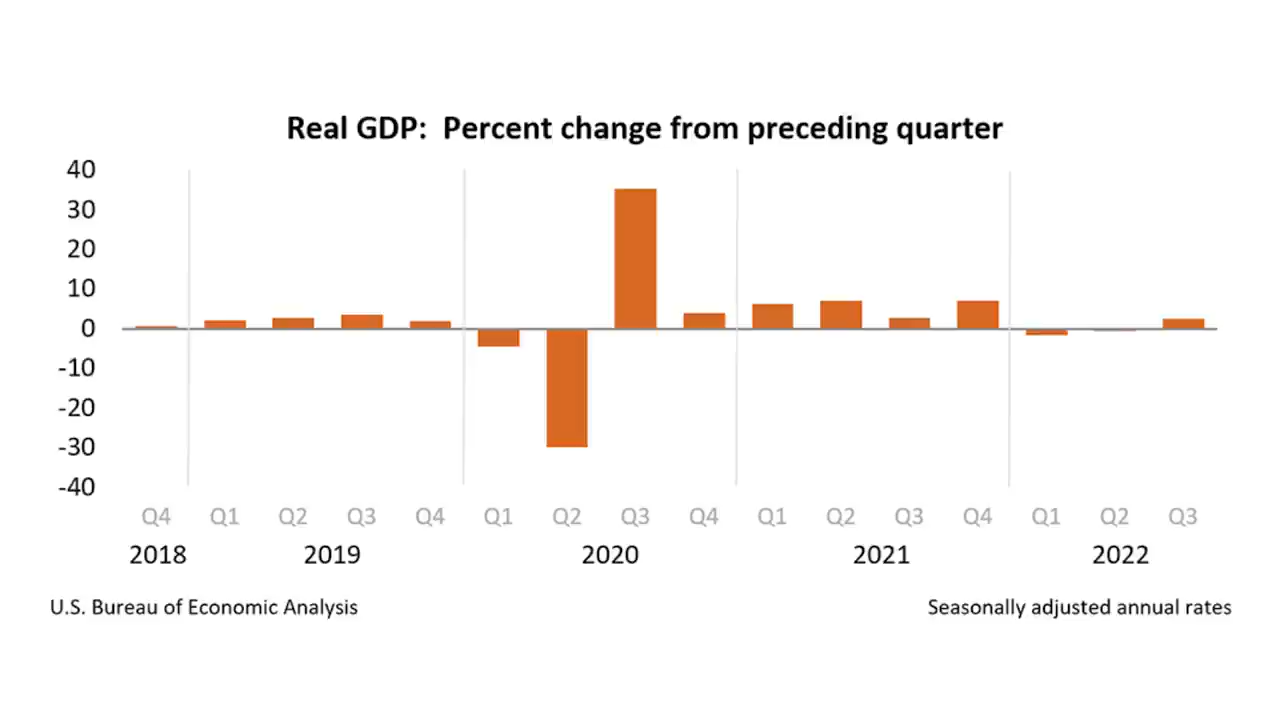 Real GDP:  Percent change from preceding quarter
40
30
20
10
0
-10
-20
-30
-40
Q4 Q1 Q2 Q3 Q4 Q1 Q2 Q3 Q4 Q1 Q2 Q3 Q4 Q1 Q2 Q3
2018 2019 2020 2021 2022
U.S. Bureau of Economic Analysis Seasonally adjusted annual rates